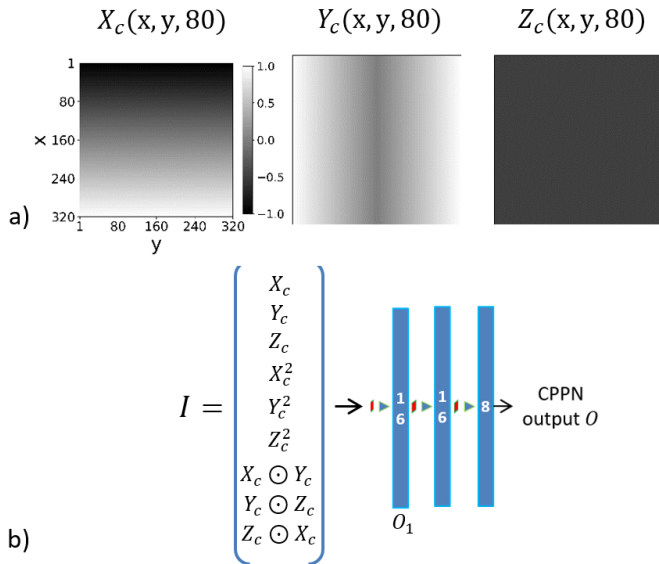 X_c(x, y, 80) Y_c(x, y, 80) Z_c(x, y, 80)
1
80
160
240
320
x
1 80 160 240 320
y
1.0
0.5
0.0
−0.5
−1.0
a)
X_c
Y_c
Z_c
X_c^2
Y_c^2
Z_c^2
X_c ⊙ Y_c
Y_c ⊙ Z_c
Z_c ⊙ X_c
I =
16 16 8
CPPN
output O
O_1
b)